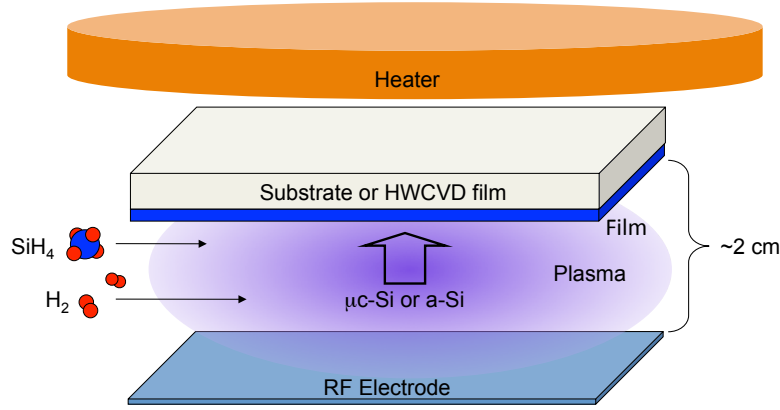 Heater
Substrate or HWCVD film
Film
SiH4
~2 cm
Plasma
H2
μc-Si or a-Si
RF Electrode